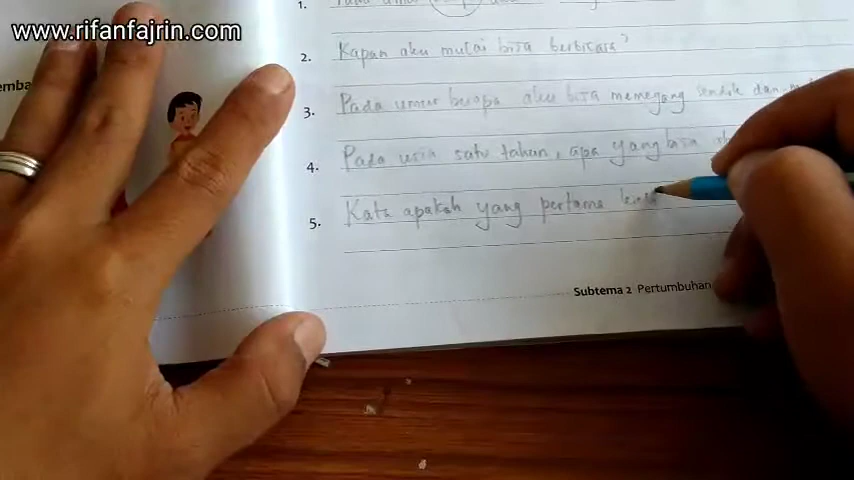 www.rifanfajrin.com
1.
2. Kapan aku mulai bisa berbicara?
3. Pada umur berapa aku bisa memegang sendok dan
4. Pada usia satu tahun, apa yang bisa
5. Kata apakah yang pertama
Subtema 2 Pertumbuhan